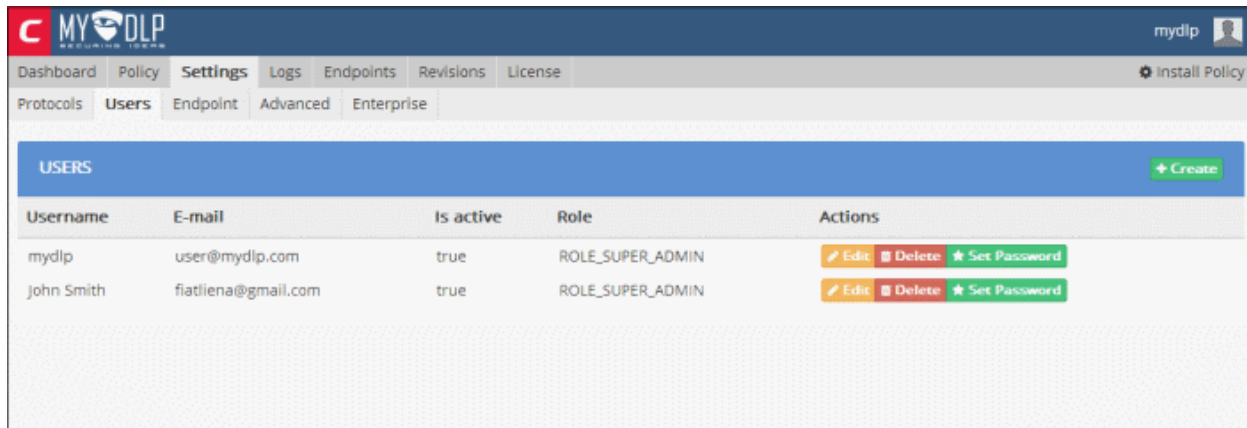 C MY DLP mydlp
SECURING IDEAS
Dashboard Policy Settings Logs Endpoints Revisions License Install Policy
Protocols Users Endpoint Advanced Enterprise
USERS + Create
Username E-mail Is active Role Actions
mydlp user@mydlp.com true ROLE_SUPER_ADMIN Edit Delete Set Password
John Smith fiatliena@gmail.com true ROLE_SUPER_ADMIN Edit Delete Set Password